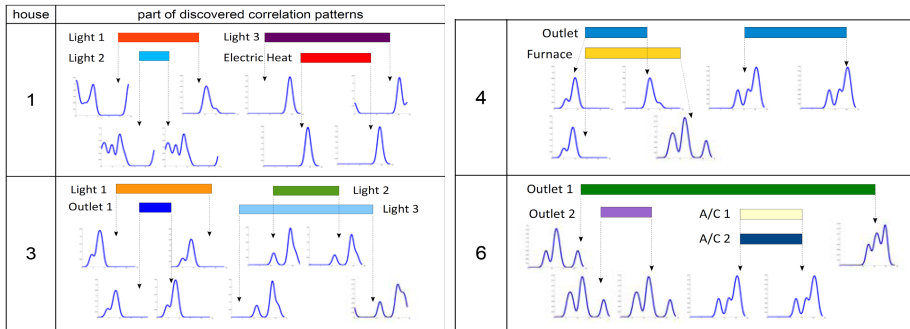 house
part of discovered correlation patterns
1
Light 1
Light 3
Light 2
Electric Heat
3
Light 1
Light 2
Outlet 1
Light 3
4
Outlet
Furnace
6
Outlet 1
Outlet 2
A/C 1
A/C 2